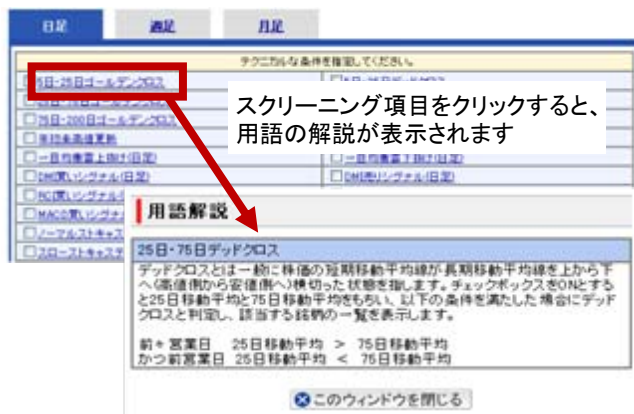 日足 週足 月足
テクニカルな条件を指定してください。
5日-25日ゴールデンクロス
スクリーニング項目をクリックすると、
用語の解説が表示されます
75日-200日ゴールデンクロス
年初来高値更新
一目均衡雲上抜け(日足) 一目均衡雲下抜け(日足)
DMI買いシグナル(日足) DMI売りシグナル(日足)
用語解説
25日・75日デッドクロス
デッドクロスとは一般に株価の短期移動平均線が長期移動平均線を上から下
へ(高値側から安値側へ)横切った状態を指します。チェックボックスをONとする
と25日移動平均と75日移動平均をもちい、以下の条件を満たした場合にデッド
クロスと判定し、該当する銘柄の一覧を表示します。
前々営業日 25日移動平均 > 75日移動平均
かつ前営業日 25日移動平均 < 75日移動平均
このウィンドウを閉じる